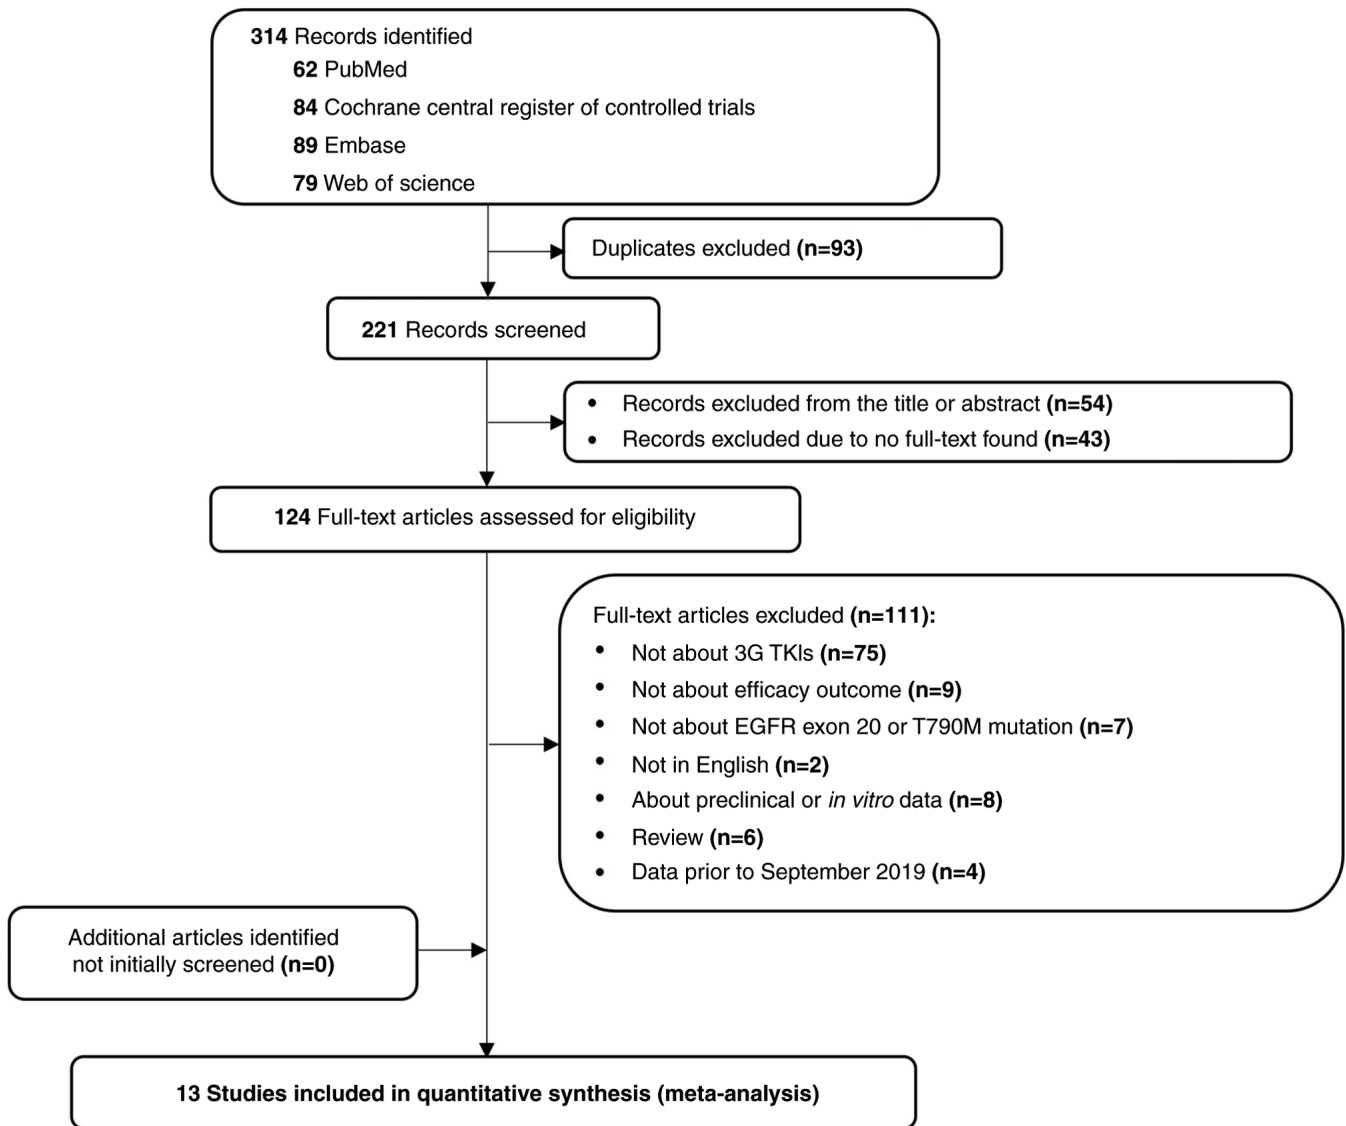 314 Records identified
62 PubMed
84 Cochrane central register of controlled trials
89 Embase
79 Web of science
Duplicates excluded (n=93)
221 Records screened
• Records excluded from the title or abstract (n=54)
• Records excluded due to no full-text found (n=43)
124 Full-text articles assessed for eligibility
Full-text articles excluded (n=111):
• Not about 3G TKIs (n=75)
• Not about efficacy outcome (n=9)
• Not about EGFR exon 20 or T790M mutation (n=7)
• Not in English (n=2)
• About preclinical or in vitro data (n=8)
• Review (n=6)
• Data prior to September 2019 (n=4)
Additional articles identified
not initially screened (n=0)
13 Studies included in quantitative synthesis (meta-analysis)